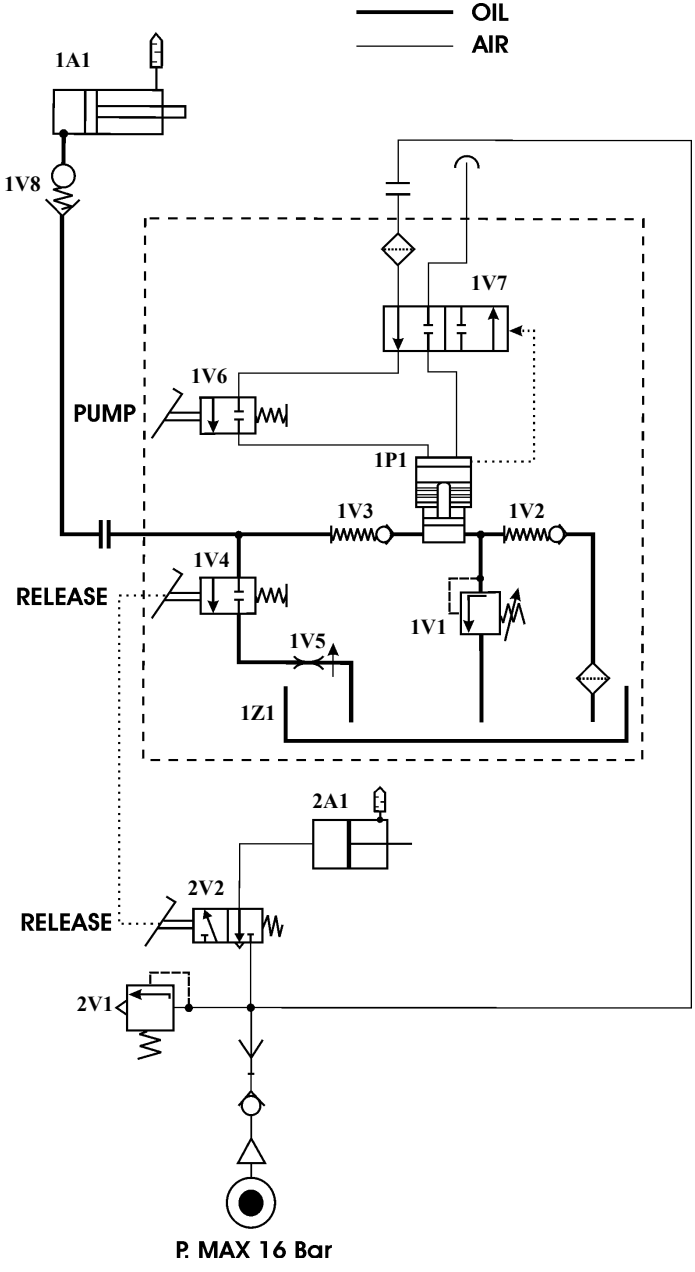 OIL
AIR
1A1
1V8
1V7
1V6
PUMP
1P1
1V3
1V2
1V4
RELEASE
1V1
1V5
1Z1
2A1
2V2
RELEASE
2V1
P. MAX 16 Bar